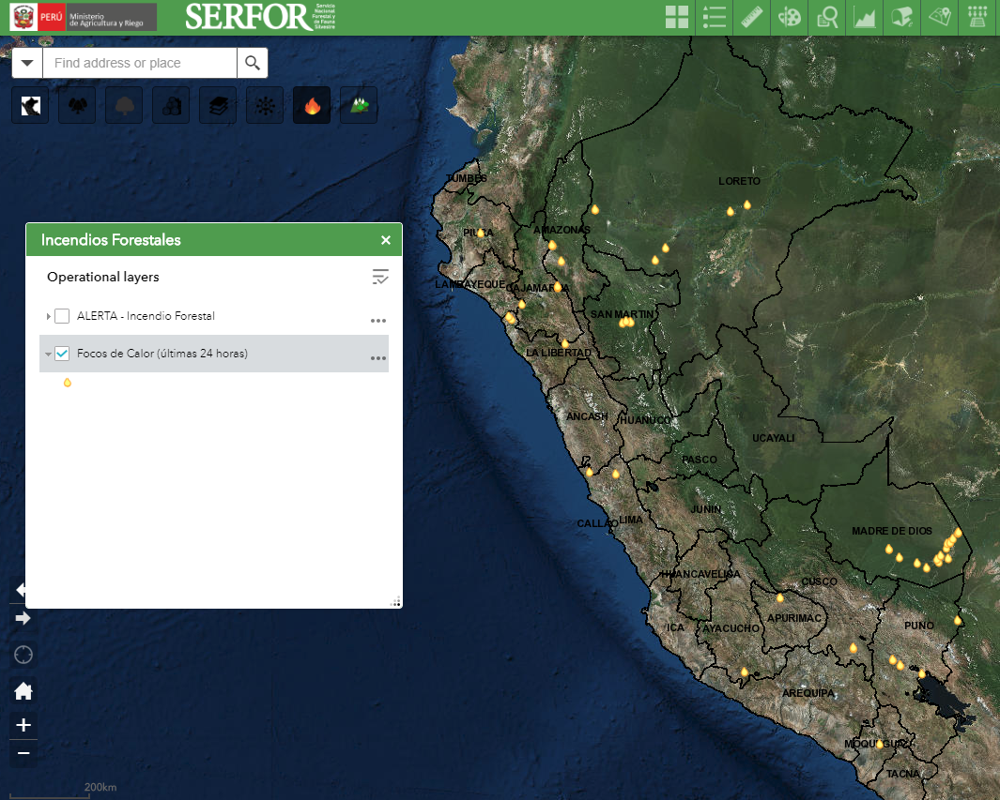 PERÚ
Ministerio
de Agricultura y Riego
SERFOR
Servicio
Nacional
Forestal y
de Fauna
Silvestre
Find address or place
Incendios Forestales
Operational layers
ALERTA - Incendio Forestal
Focos de Calor (últimas 24 horas)
TUMBES
LORETO
PIURA
AMAZONAS
LAMBAYEQUE
CAJAMARCA
SAN MARTIN
LA LIBERTAD
ANCASH
HUANUCO
UCAYALI
PASCO
JUNIN
CALLAO
LIMA
MADRE DE DIOS
HUANCAVELICA
CUSCO
ICA
AYACUCHO
APURIMAC
PUNO
AREQUIPA
MOQUEGUA
TACNA
200km